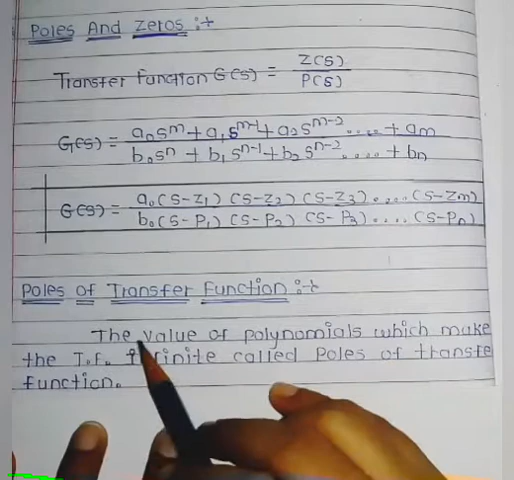 Poles And Zeros :-
Transfer function G(s) = Z(S) / P(S)
G(s) = a₀sᵐ + a₁sᵐ⁻¹ + a₂sᵐ⁻² .... + am / b₀sⁿ + b₁sⁿ⁻¹ + b₂sⁿ⁻² .... + bn
G(s) = a₀(S-Z₁) (S-Z₂) (S-Z₃) .... (S-Zm) / b₀(S-P₁) (S-P₂) (S-P₃) .... (S-Pn)
Poles of Transfer Function :-
The value of polynomials which make
the T.F. finite called Poles of transfe
function.